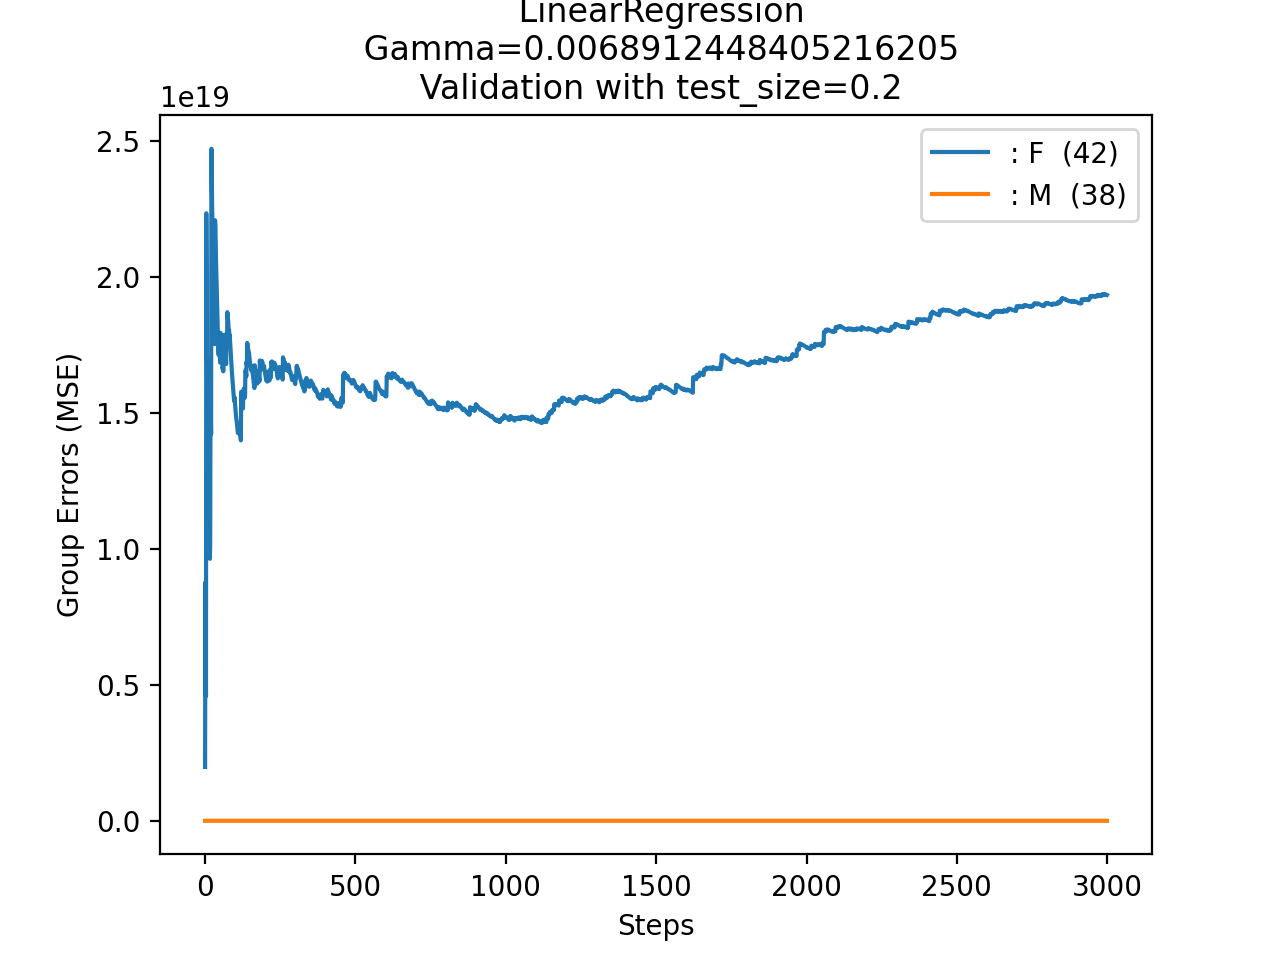 LinearRegression
Gamma=0.0068912448405216205
Validation with test_size=0.2
1e19
2.5
2.0
1.5
1.0
0.5
0.0
Group Errors (MSE)
: F (42)
: M (38)
0 500 1000 1500 2000 2500 3000
Steps